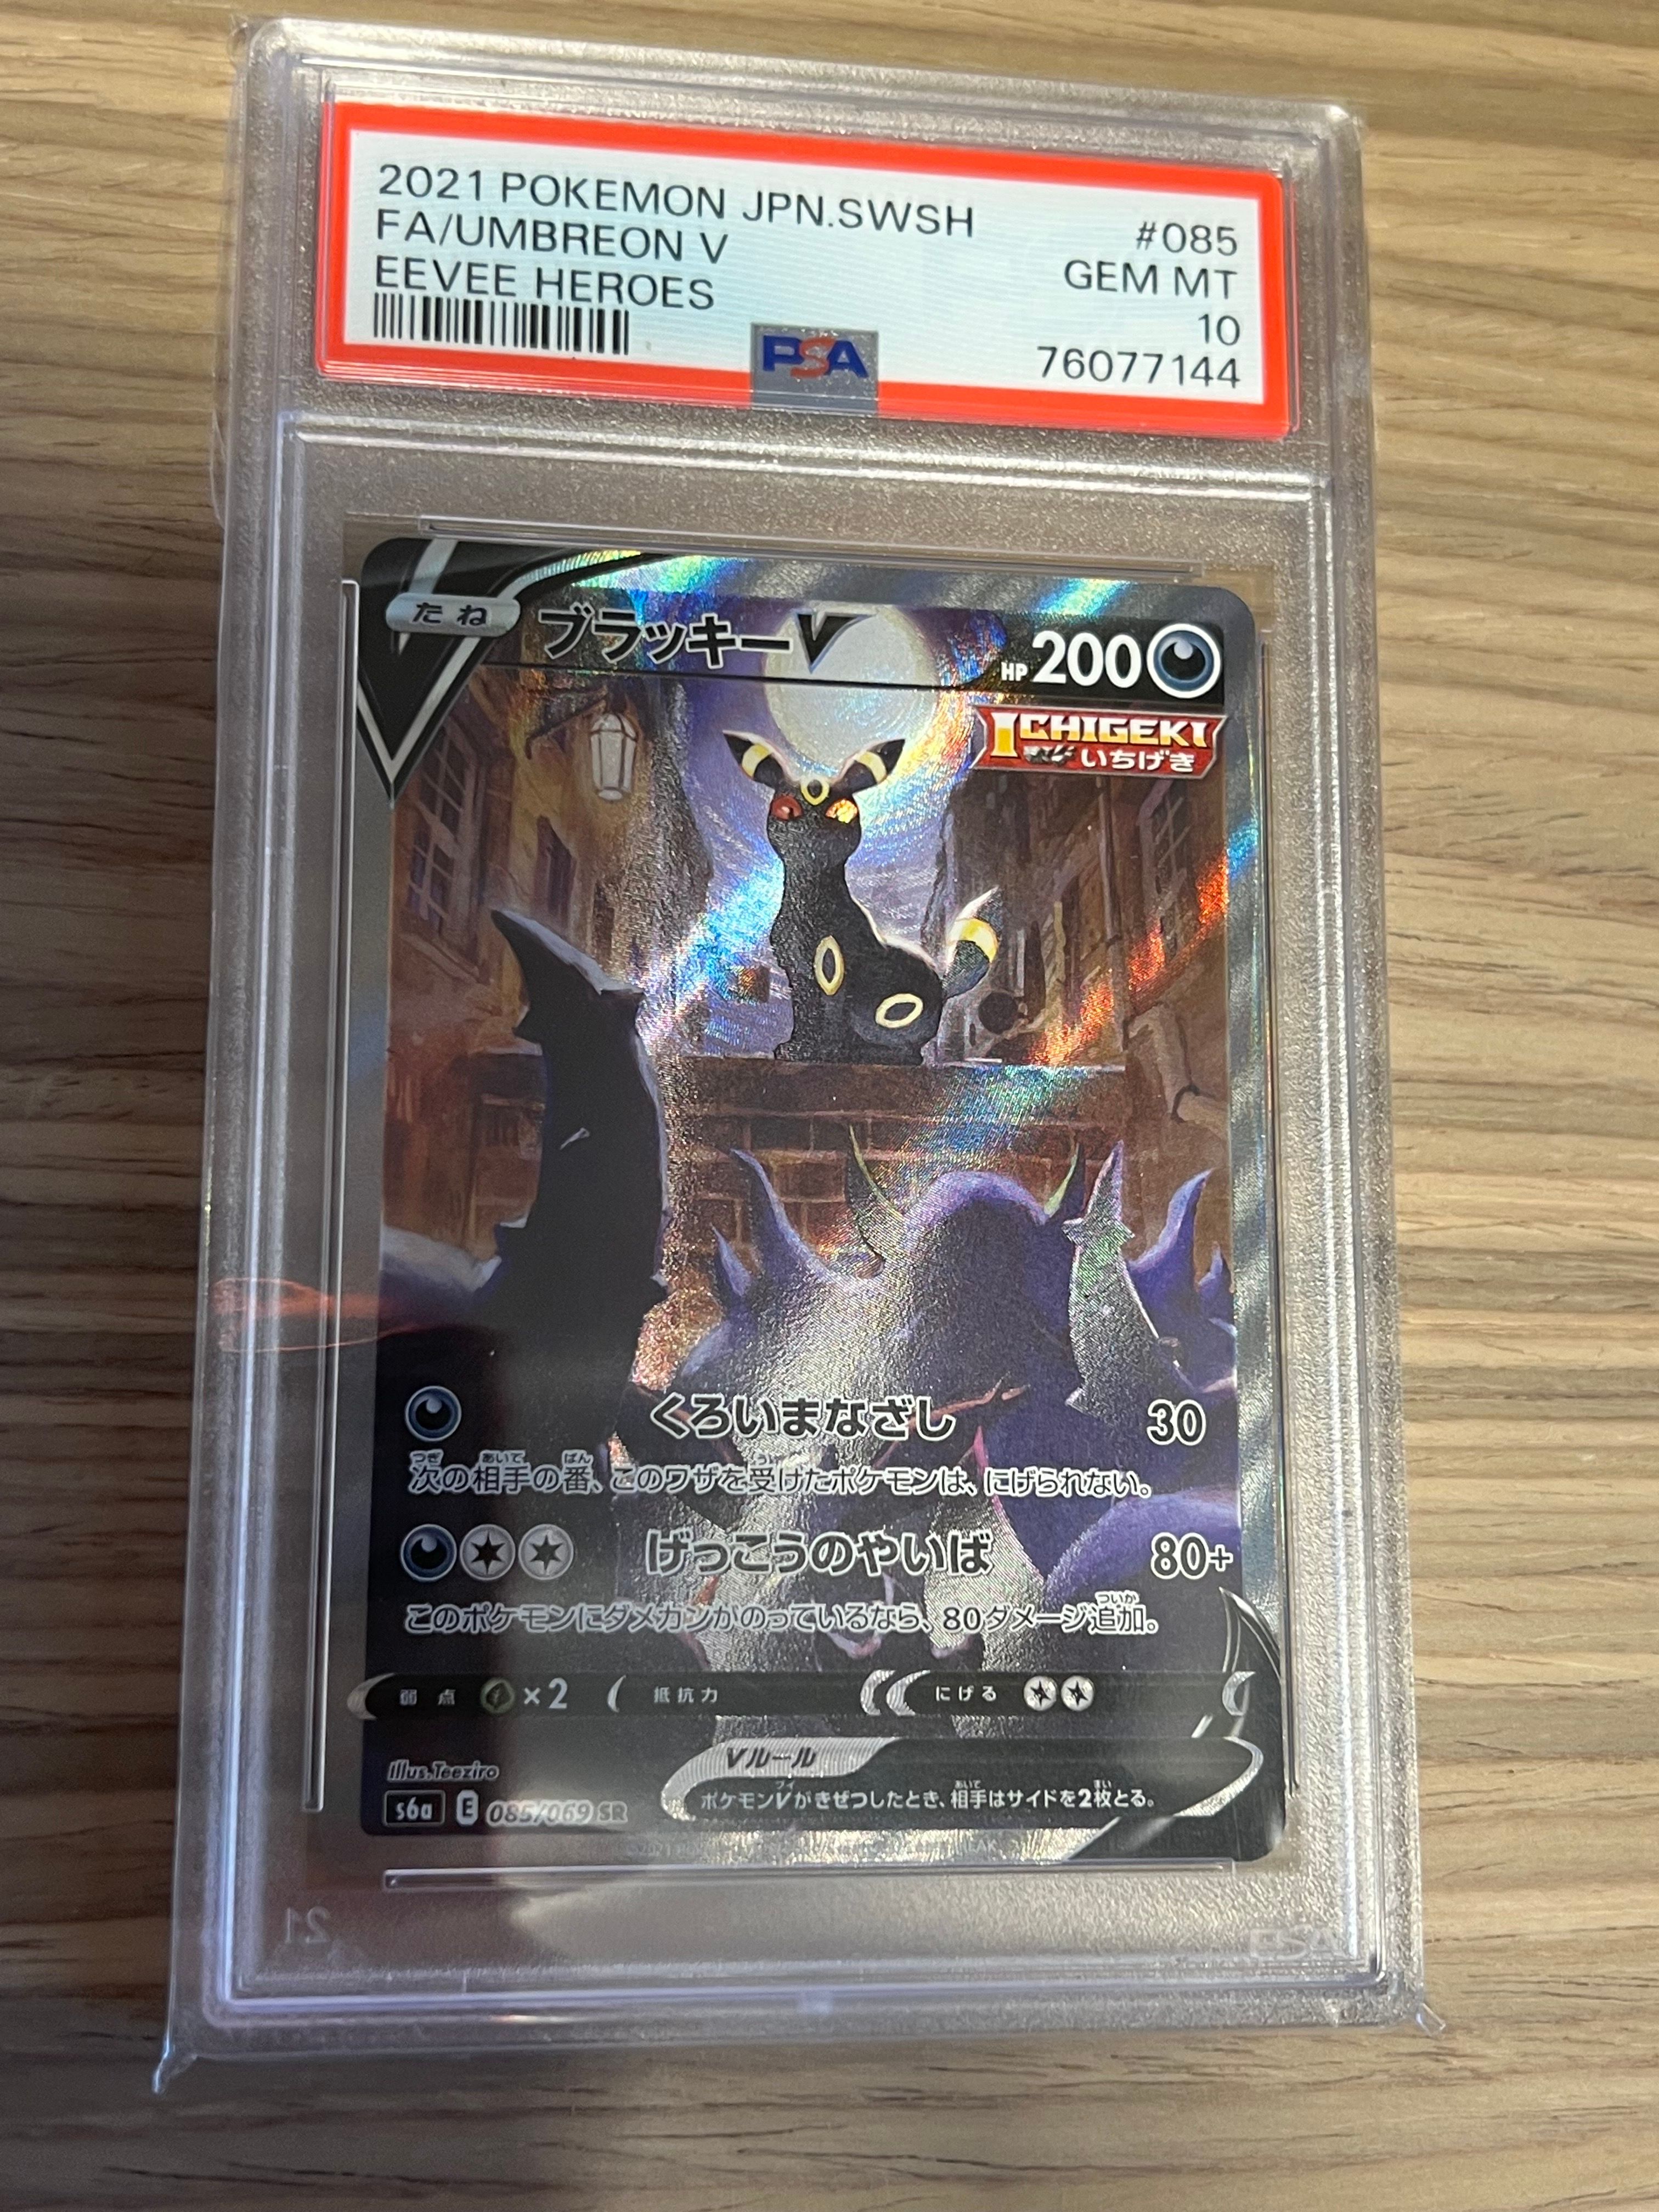 2021 POKEMON JPN.SWSH
#085
FA/UMBREON V
GEM MT
EEVEE HEROES
10
PSA
76077144
たね
ブラッキーV
HP 200
ICHIGEKI
いちげき
くろいまなざし 30
次の相手の番、このワザを受けたポケモンは、にげられない。
げっこうのやいば 80+
このポケモンにダメカンがのっているなら、80ダメージ追加。
弱点 ×2 抵抗力 にげる
Vルール
ポケモンVがきぜつしたとき、相手はサイドを2枚とる。
Illus.Teeziro
s6a E 085/069 SR
PSA